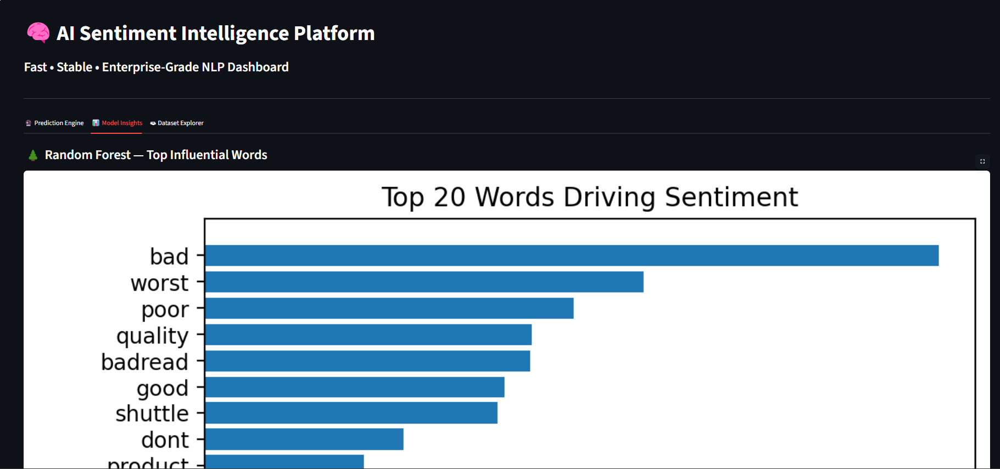 AI Sentiment Intelligence Platform
Fast • Stable • Enterprise-Grade NLP Dashboard
Prediction Engine Model Insights Dataset Explorer
Random Forest — Top Influential Words
Top 20 Words Driving Sentiment
bad
worst
poor
quality
badread
good
shuttle
dont
product